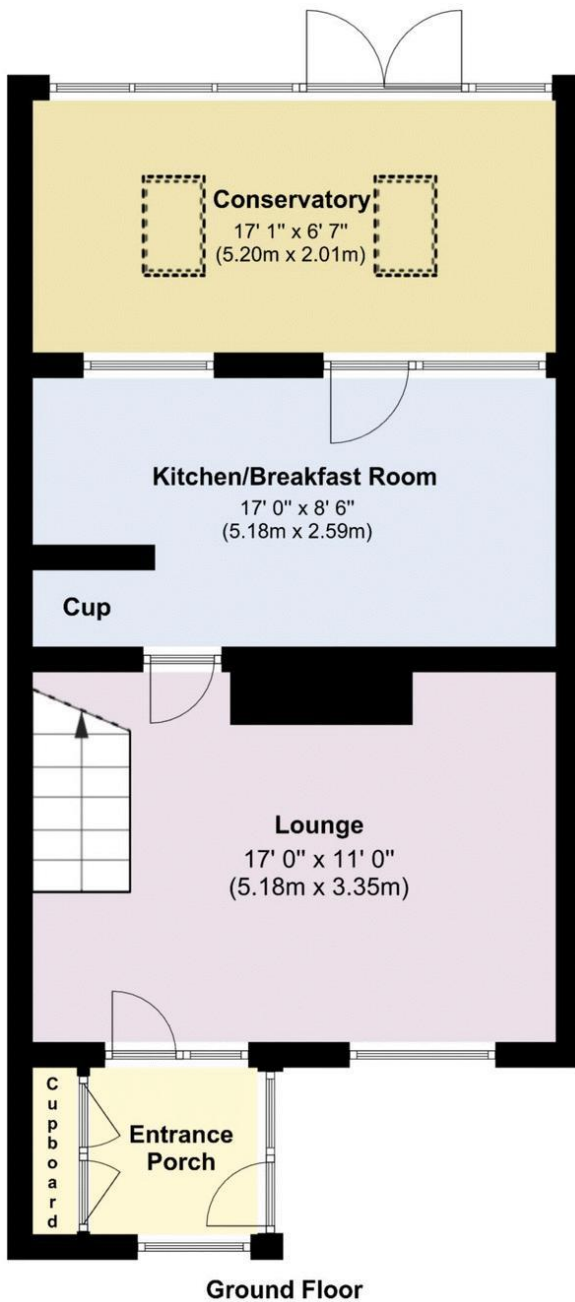 Conservatory
17' 1" x 6' 7"
(5.20m x 2.01m)
Kitchen/Breakfast Room
17' 0" x 8' 6"
(5.18m x 2.59m)
Cup
Lounge
17' 0" x 11' 0"
(5.18m x 3.35m)
Cupboard
Entrance
Porch
Ground Floor